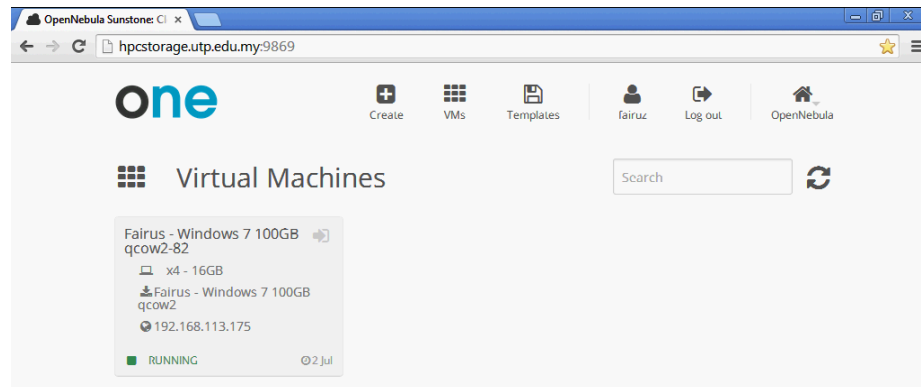 OpenNebula Sunstone: Cl
hpcstorage.utp.edu.my:9869
one
Create VMs Templates fairuz Log out OpenNebula
Virtual Machines
Search
Fairus - Windows 7 100GB
qcow2-82
x4 - 16GB
Fairus - Windows 7 100GB
qcow2
192.168.113.175
RUNNING 2 Jul